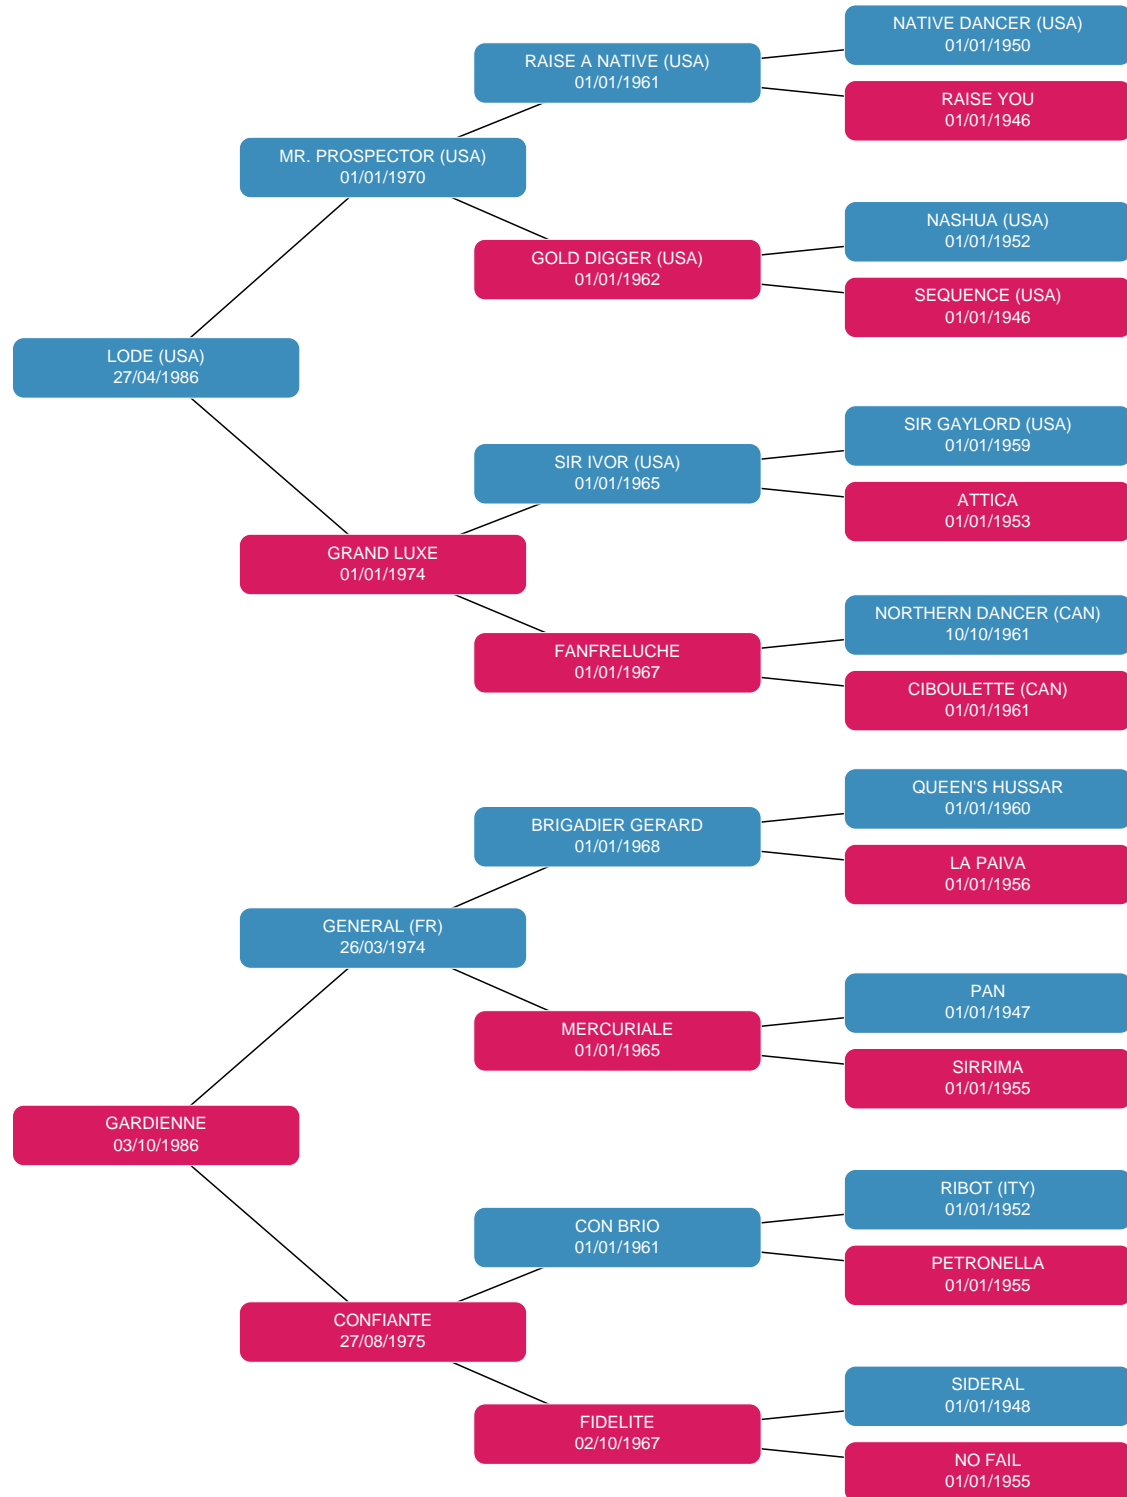 NATIVE DANCER (USA)
01/01/1950
RAISE A NATIVE (USA)
01/01/1961
RAISE YOU
01/01/1946
MR. PROSPECTOR (USA)
01/01/1970
NASHUA (USA)
01/01/1952
GOLD DIGGER (USA)
01/01/1962
SEQUENCE (USA)
01/01/1946
LODE (USA)
27/04/1986
SIR GAYLORD (USA)
01/01/1959
SIR IVOR (USA)
01/01/1965
ATTICA
01/01/1953
GRAND LUXE
01/01/1974
NORTHERN DANCER (CAN)
10/10/1961
FANFRELUCHE
01/01/1967
CIBOULETTE (CAN)
01/01/1961
QUEEN'S HUSSAR
01/01/1960
BRIGADIER GERARD
01/01/1968
LA PAIVA
01/01/1956
GENERAL (FR)
26/03/1974
PAN
01/01/1947
MERCURIALE
01/01/1965
SIRRIMA
01/01/1955
GARDIENNE
03/10/1986
RIBOT (ITY)
01/01/1952
CON BRIO
01/01/1961
PETRONELLA
01/01/1955
CONFIANTE
27/08/1975
SIDERAL
01/01/1948
FIDELITE
02/10/1967
NO FAIL
01/01/1955